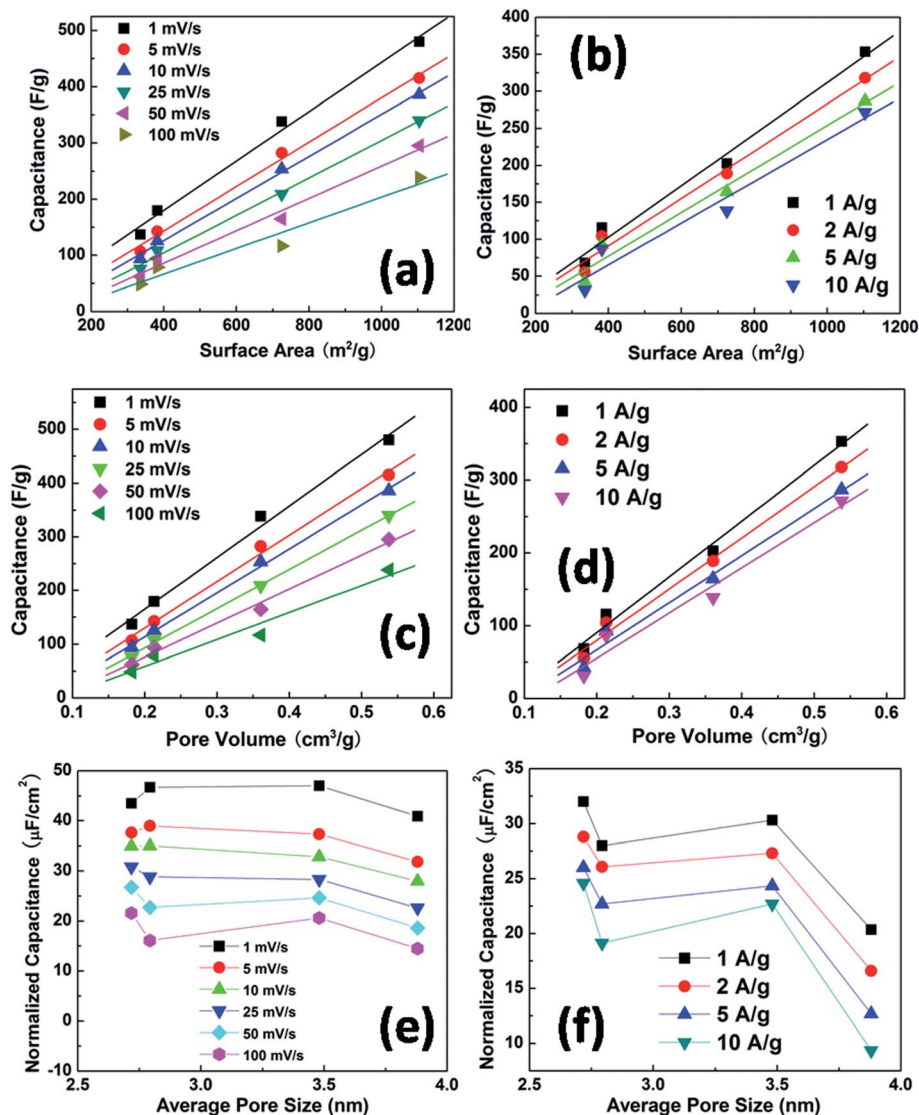 500
400
300
200
100
0
200 400 600 800 1000 1200
Capacitance (F/g)
Surface Area (m²/g)
1 mV/s
5 mV/s
10 mV/s
25 mV/s
50 mV/s
100 mV/s
(a)
400
350
300
250
200
150
100
50
0
200 400 600 800 1000 1200
Capacitance (F/g)
Surface Area (m²/g)
1 A/g
2 A/g
5 A/g
10 A/g
(b)
500
400
300
200
100
0
0.1 0.2 0.3 0.4 0.5 0.6
Capacitance (F/g)
Pore Volume (cm³/g)
1 mV/s
5 mV/s
10 mV/s
25 mV/s
50 mV/s
100 mV/s
(c)
400
300
200
100
0
0.1 0.2 0.3 0.4 0.5 0.6
Capacitance (F/g)
Pore Volume (cm³/g)
1 A/g
2 A/g
5 A/g
10 A/g
(d)
50
40
30
20
10
0
-10
2.5 3.0 3.5 4.0
Normalized Capacitance (μF/cm²)
Average Pore Size (nm)
1 mV/s
5 mV/s
10 mV/s
25 mV/s
50 mV/s
100 mV/s
(e)
35
30
25
20
15
10
2.5 3.0 3.5 4.0
Normalized Capacitance (μF/cm²)
Average Pore Size (nm)
1 A/g
2 A/g
5 A/g
10 A/g
(f)